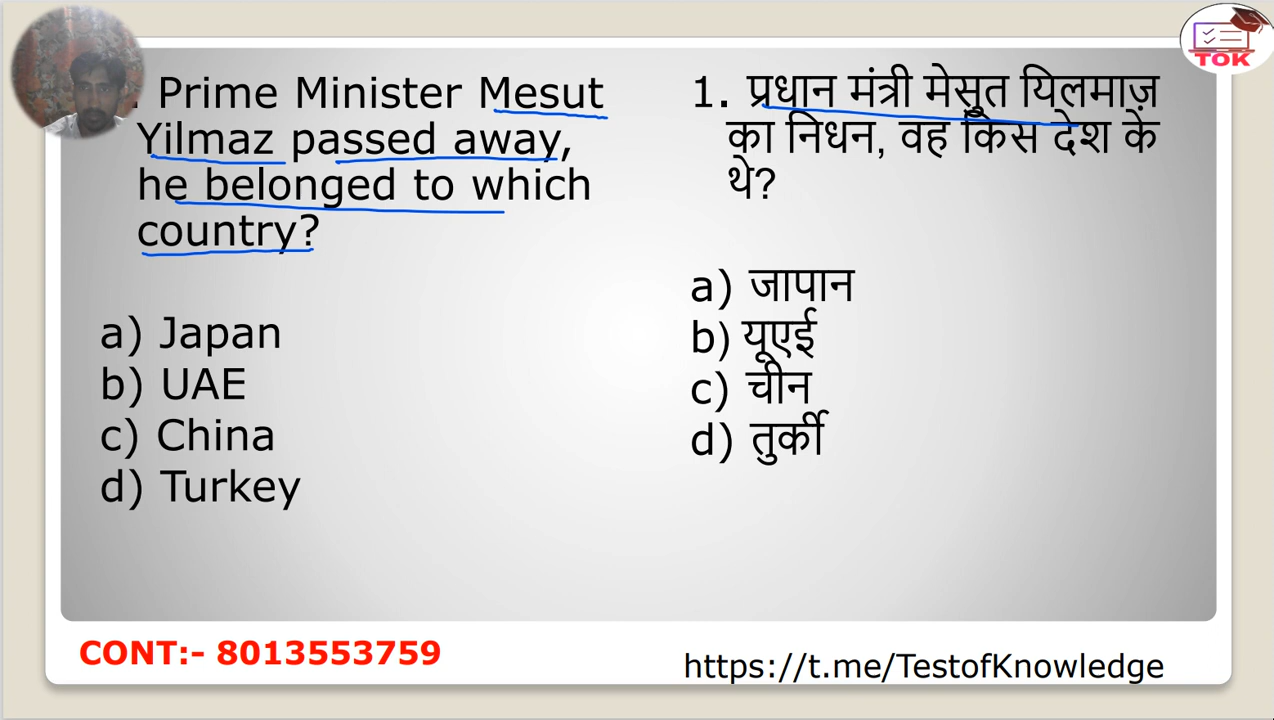 . Prime Minister Mesut
Yilmaz passed away,
he belonged to which
country?
a) Japan
b) UAE
c) China
d) Turkey
1. प्रधान मंत्री मेसुत यिलमाज़
का निधन, वह किस देश के
थे?
a) जापान
b) यूएई
c) चीन
d) तुर्की
TOK
CONT:- 8013553759
https://t.me/TestofKnowledge